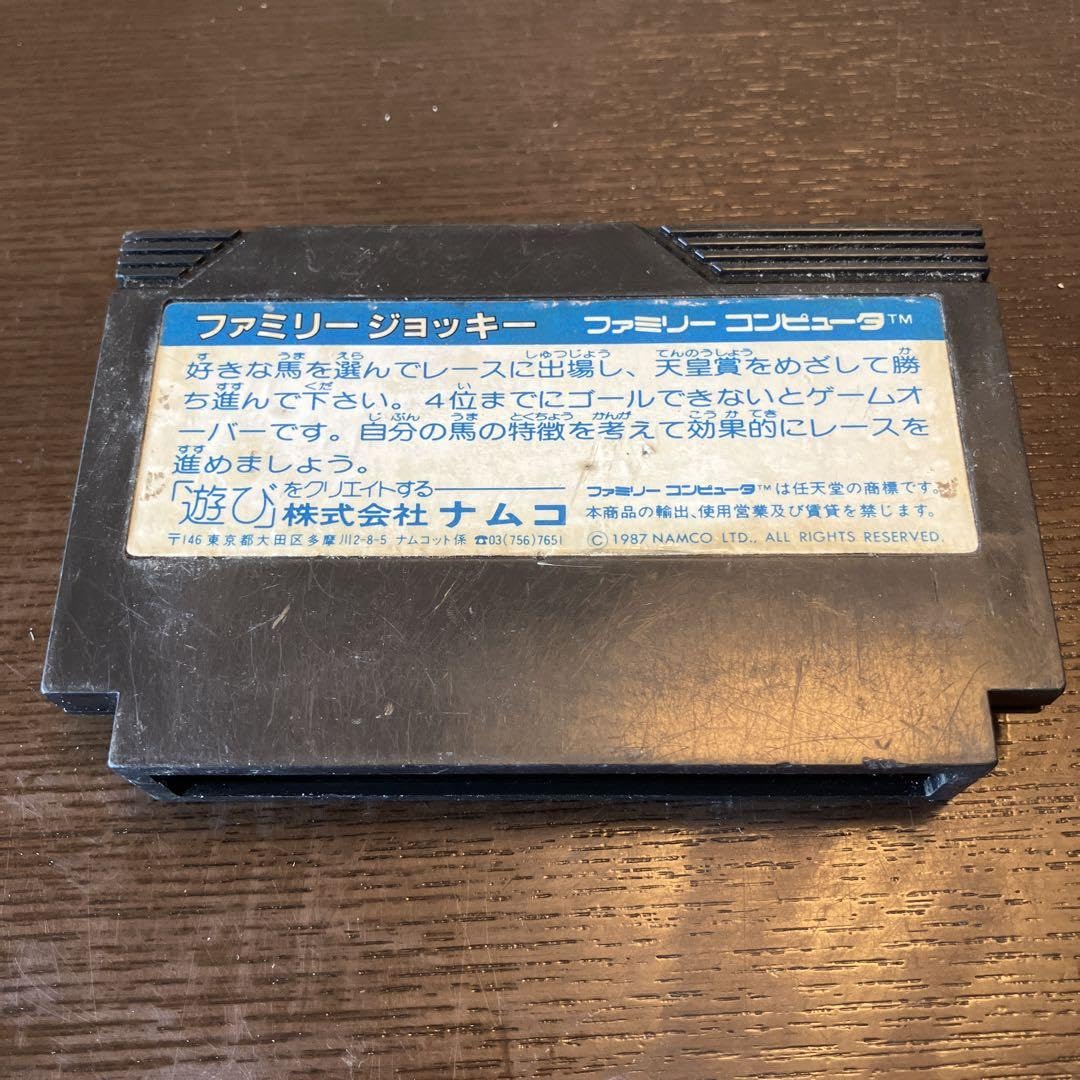 ファミリー ジョッキー ファミリー コンピュータ™
好きな馬を選んでレースに出場し、天皇賞をめざして勝
ち進んで下さい。4位までにゴールできないとゲームオ
ーバーです。自分の馬の特徴を考えて効果的にレースを
進めましょう。
「遊び」をクリエイトする
株式会社 ナムコ
〒146 東京都大田区多摩川2-8-5 ナムコット係 ☎03(756)7651
ファミリー コンピュータ™は任天堂の商標です。
本商品の輸出、使用営業及び賃貸を禁じます。
©1987 NAMCO LTD., ALL RIGHTS RESERVED.